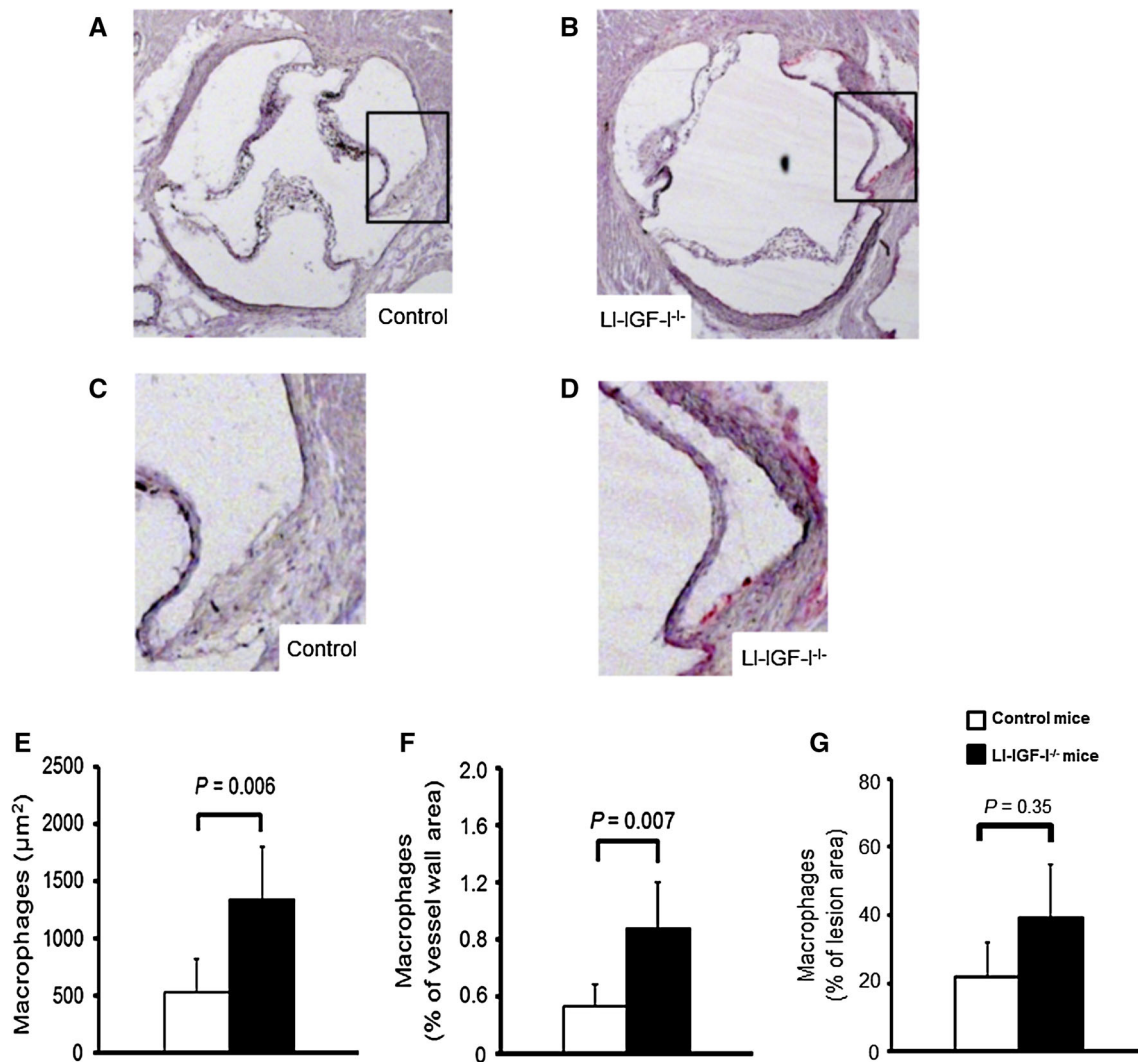 A
B
Control
LI-IGF-I-/-
C
D
Control
LI-IGF-I-/-
Control mice
LI-IGF-I-/- mice
E
F
G
2500
2000
1500
1000
500
0
Macrophages (µm²)
P = 0.006
2.0
1.6
1.2
0.8
0.6
0
Macrophages
(% of vessel wall area)
P = 0.007
80
60
40
20
0
Macrophages
(% of lesion area)
P = 0.35